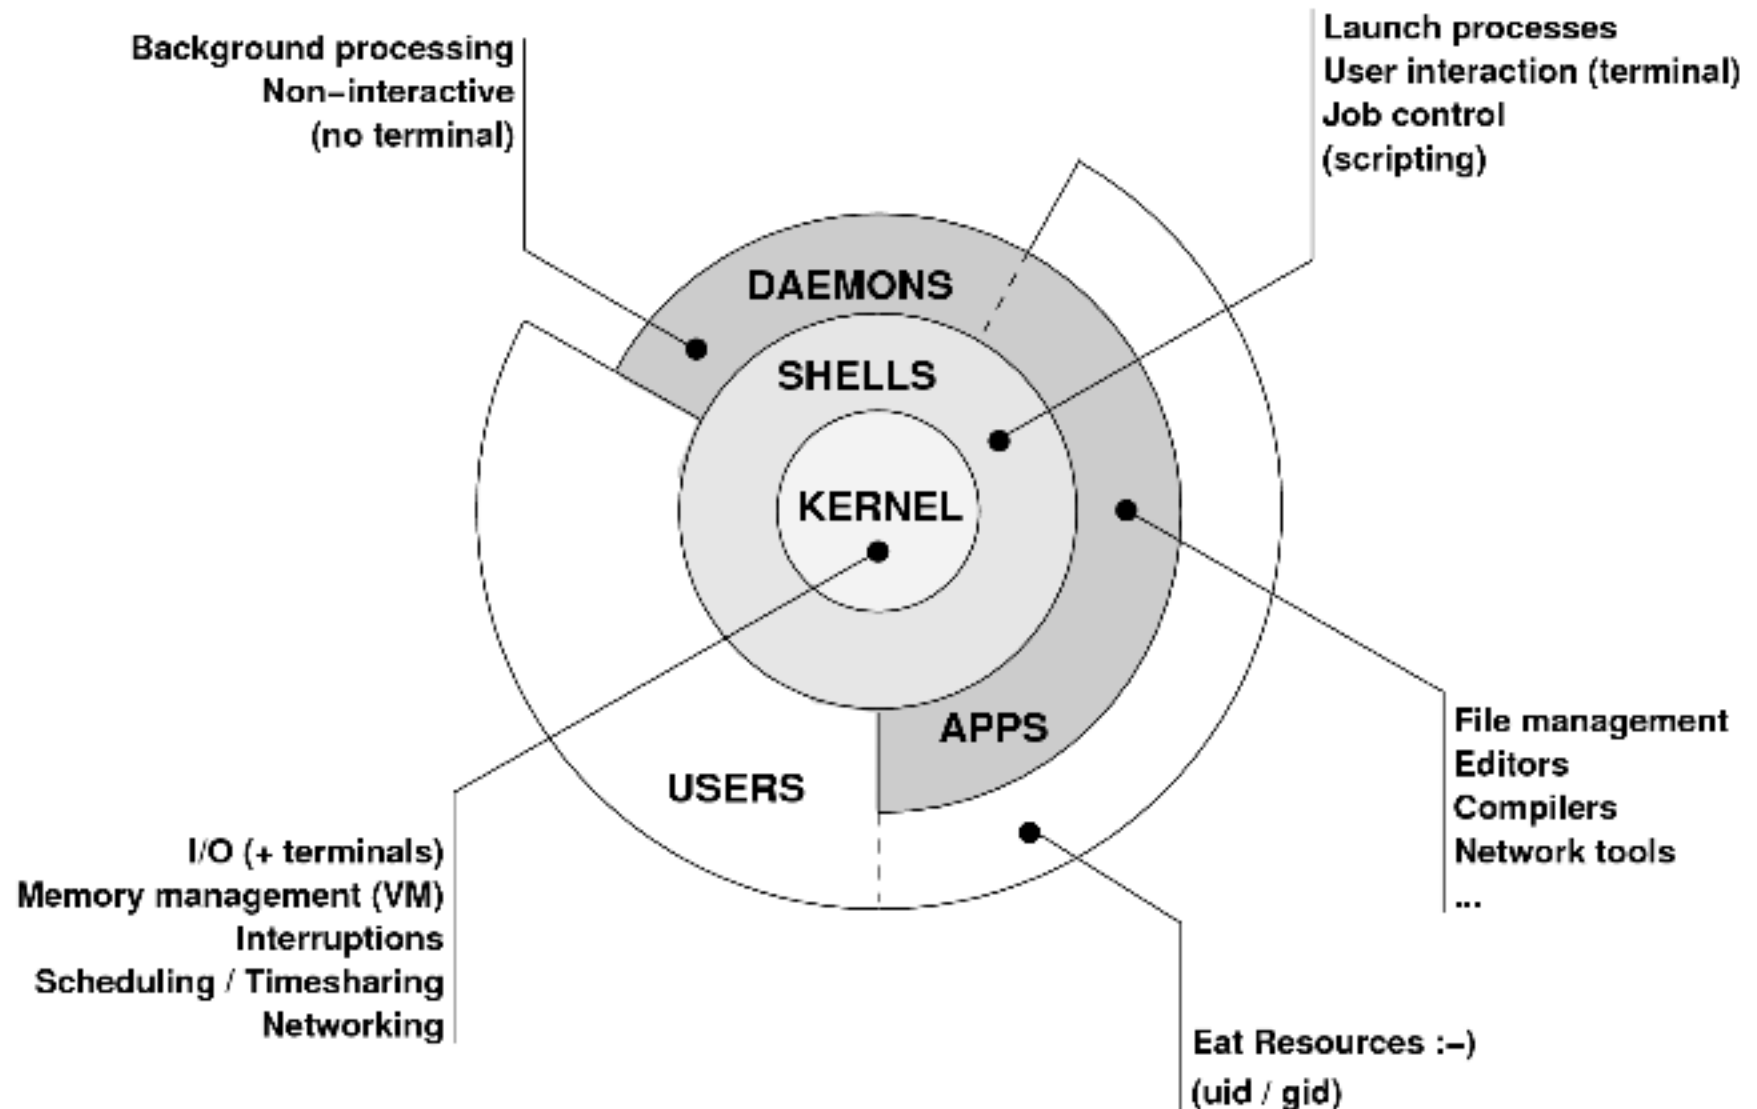 Background processing
Non-interactive
(no terminal)
Launch processes
User interaction (terminal)
Job control
(scripting)
DAEMONS
SHELLS
KERNEL
APPS
USERS
I/O (+ terminals)
Memory management (VM)
Interruptions
Scheduling / Timesharing
Networking
File management
Editors
Compilers
Network tools
...
Eat Resources :-)
(uid / gid)